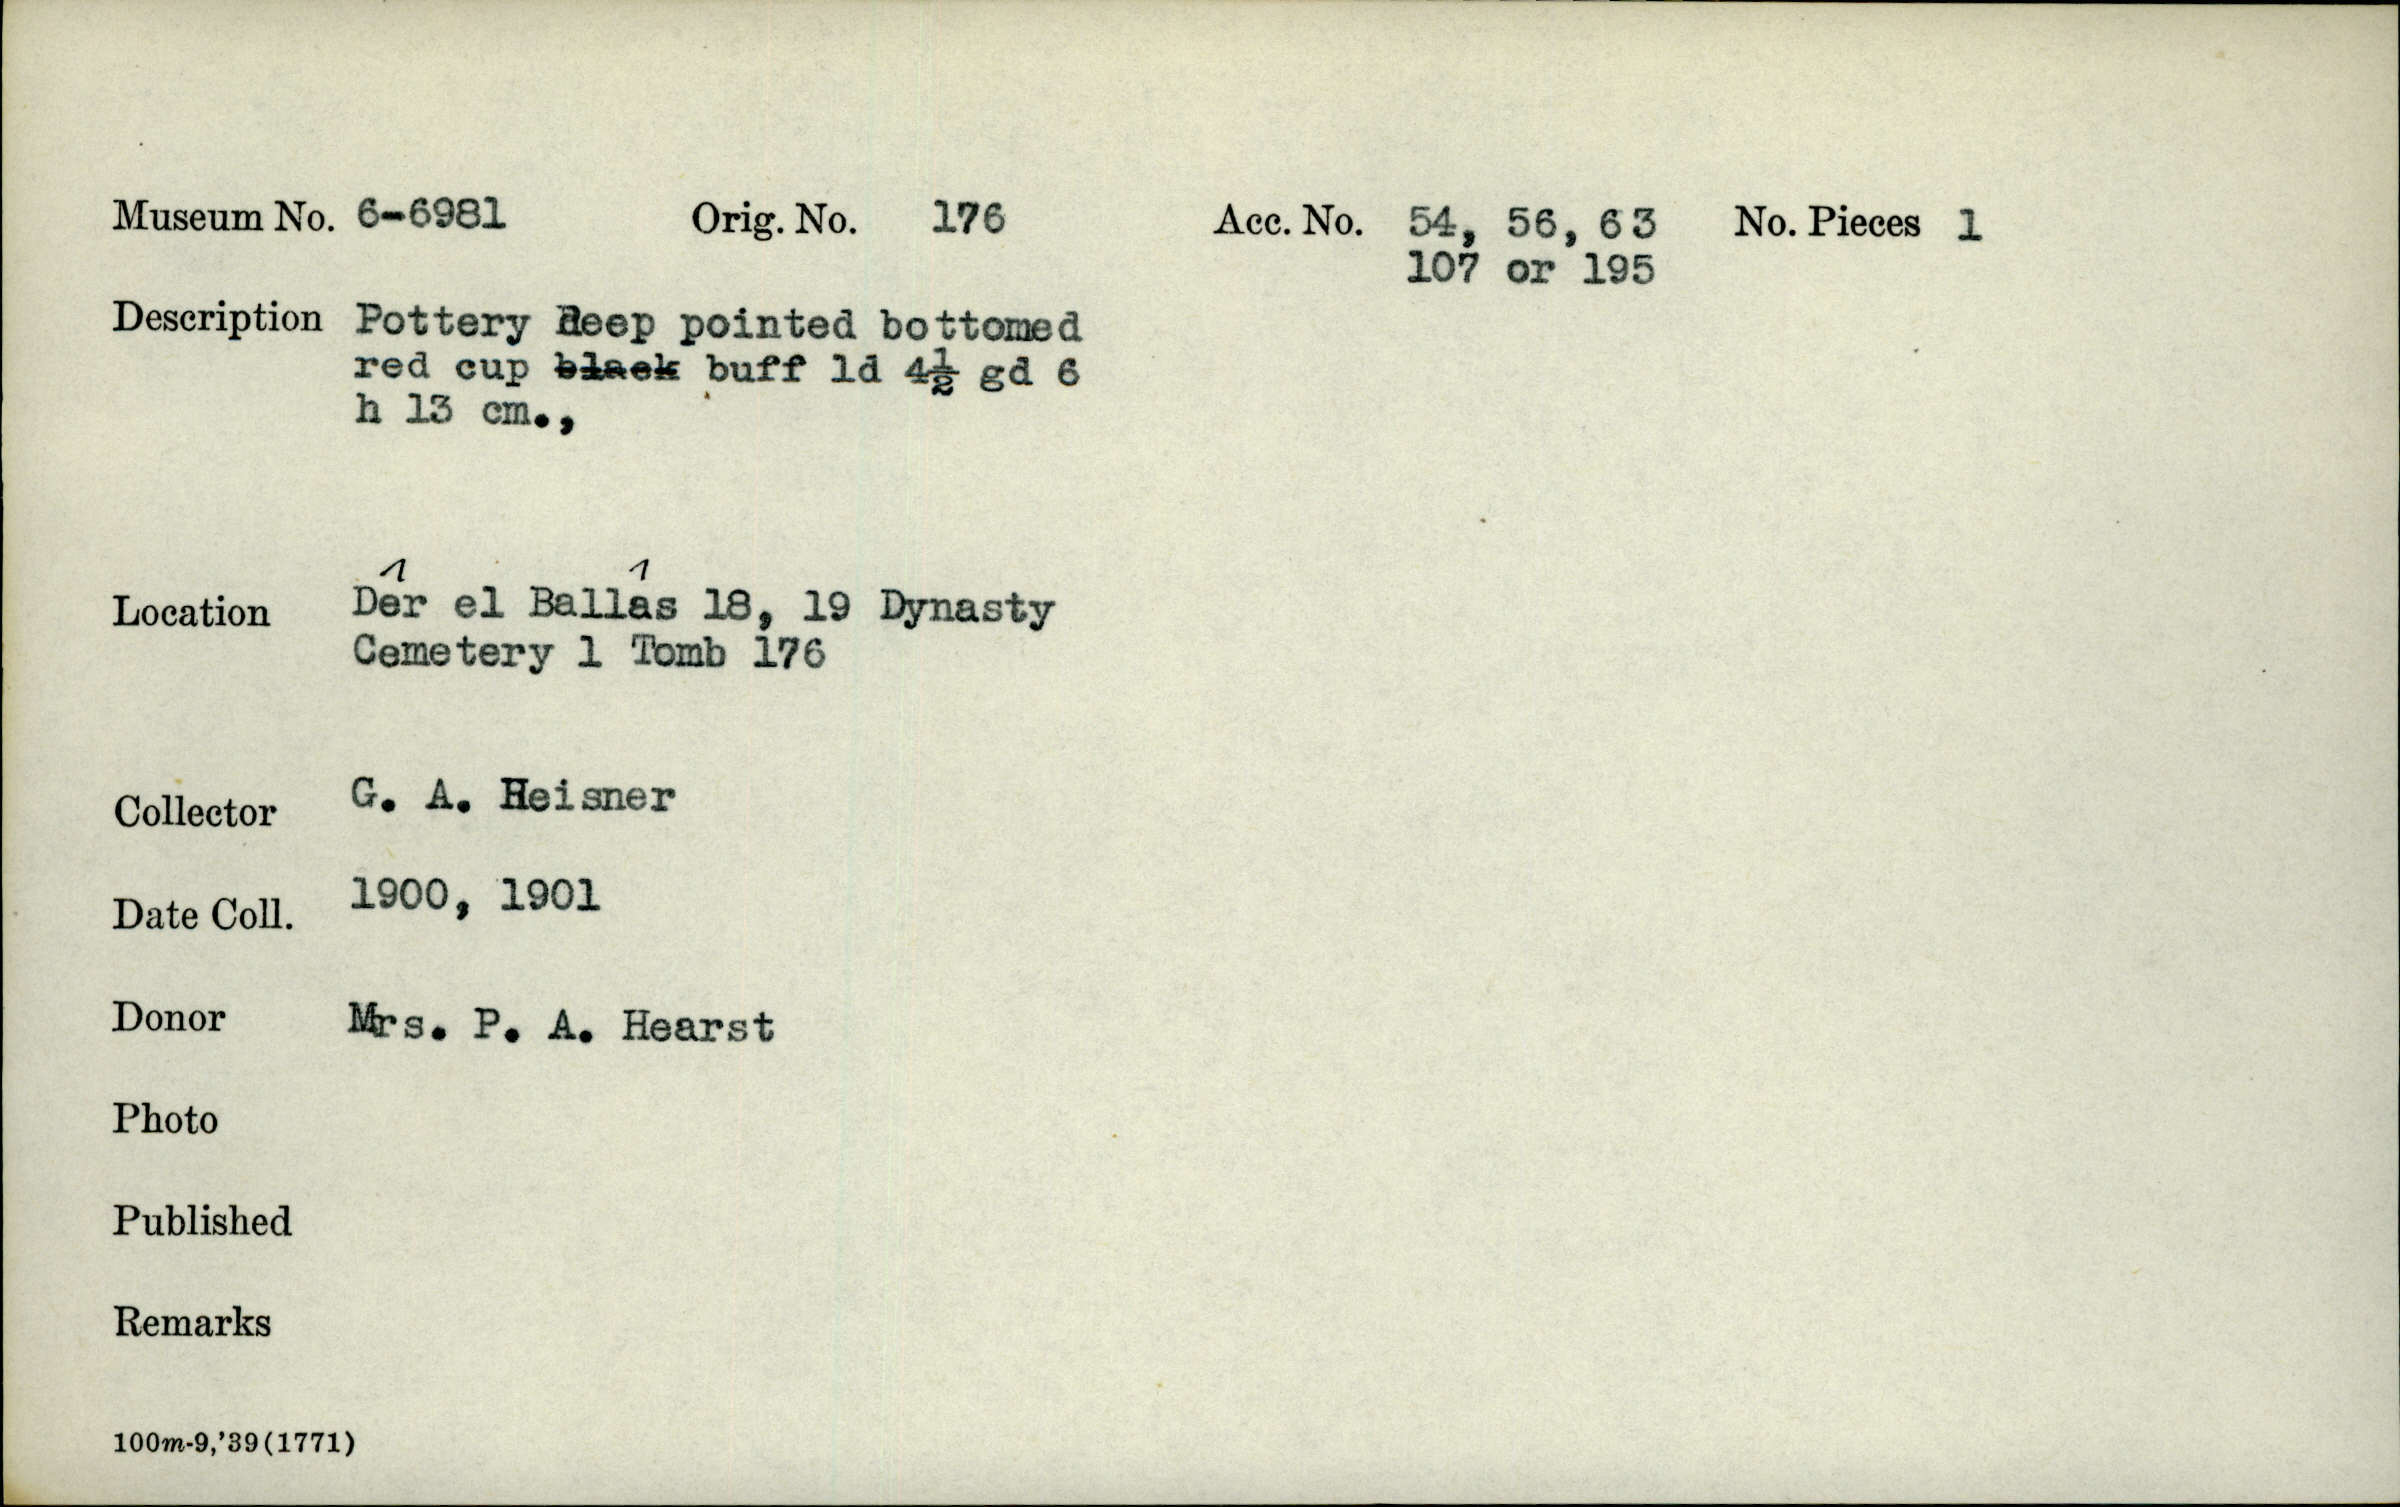 Museum No. 6-6981 Orig. No. 176 Acc. No. 54, 56, 63 No. Pieces 1
107 or 195
Description Pottery deep pointed bottomed
red cup ~~black~~ buff ld 4½ gd 6
h 13 cm.,
Location Dêr el Ballâs 18, 19 Dynasty
Cemetery 1 Tomb 176
Collector G. A. Reisner
Date Coll. 1900, 1901
Donor Mrs. P. A. Hearst
Photo
Published
Remarks
100m-9,'39(1771)